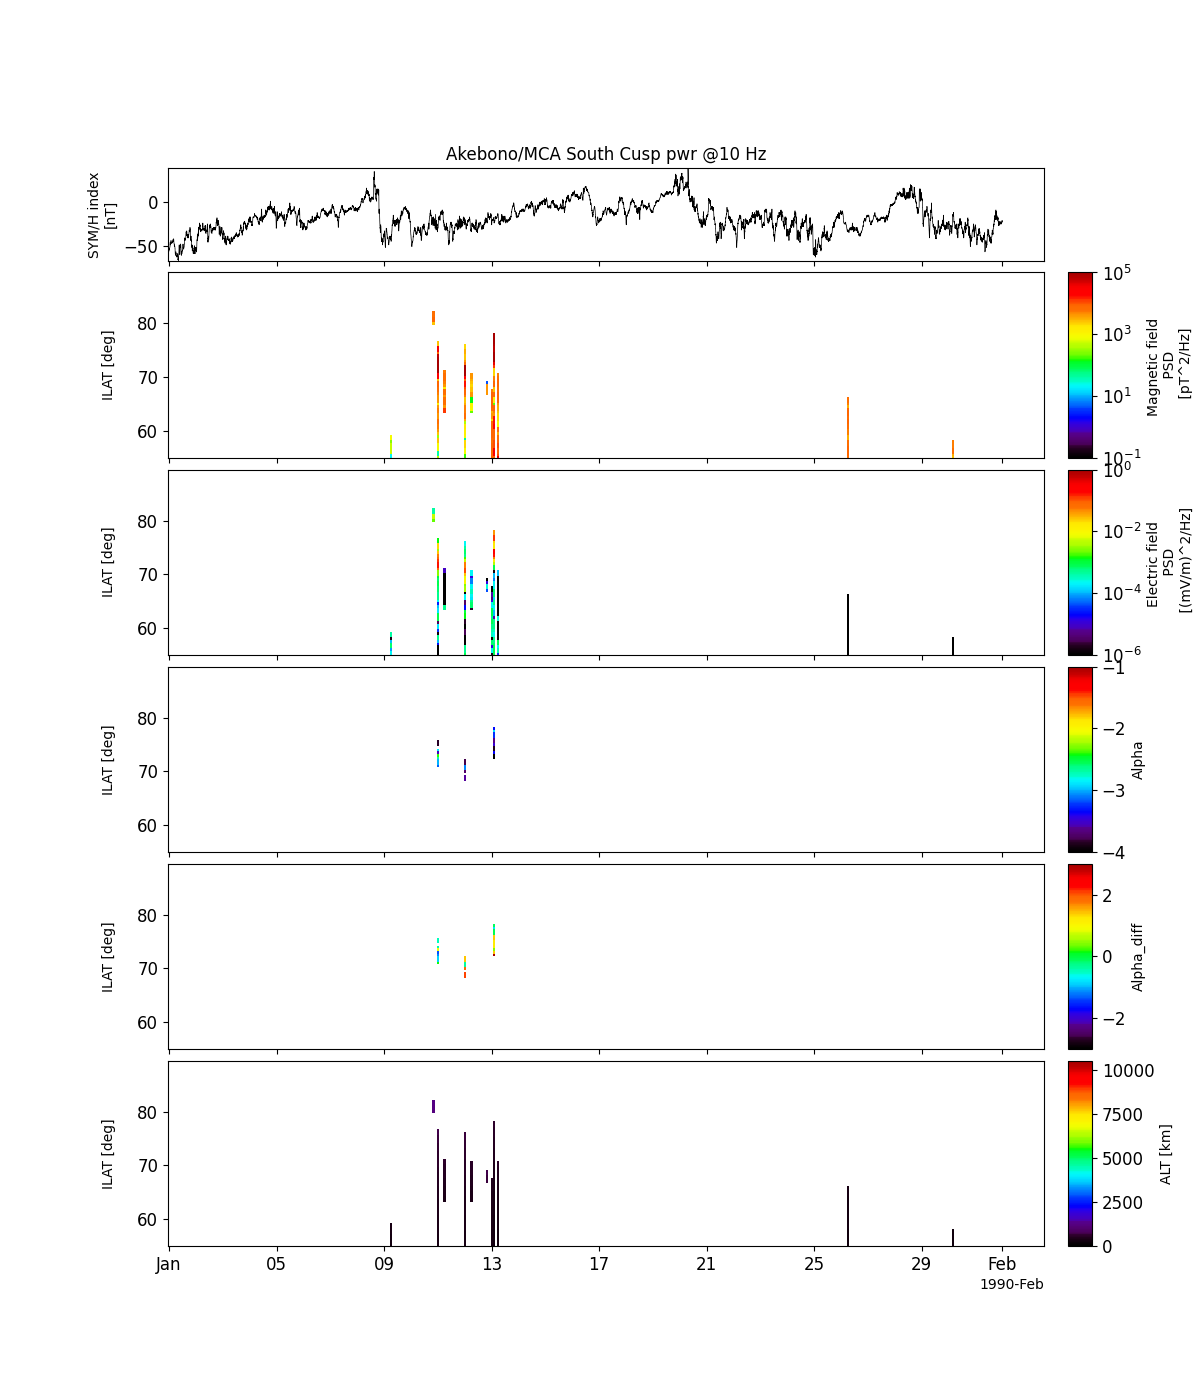 Akebono/MCA South Cusp pwr @10 Hz
SYM/H index
[nT]
0
−50
ILAT [deg]
80
70
60
10^5
10^3
10^1
10^−1
Magnetic field
PSD
[pT^2/Hz]
ILAT [deg]
80
70
60
10^0
10^−2
10^−4
10^−6
Electric field
PSD
[(mV/m)^2/Hz]
ILAT [deg]
80
70
60
−1
−2
−3
−4
Alpha
ILAT [deg]
80
70
60
2
0
−2
Alpha_diff
ILAT [deg]
80
70
60
10000
7500
5000
2500
0
ALT [km]
Jan 05 09 13 17 21 25 29 Feb
1990-Feb